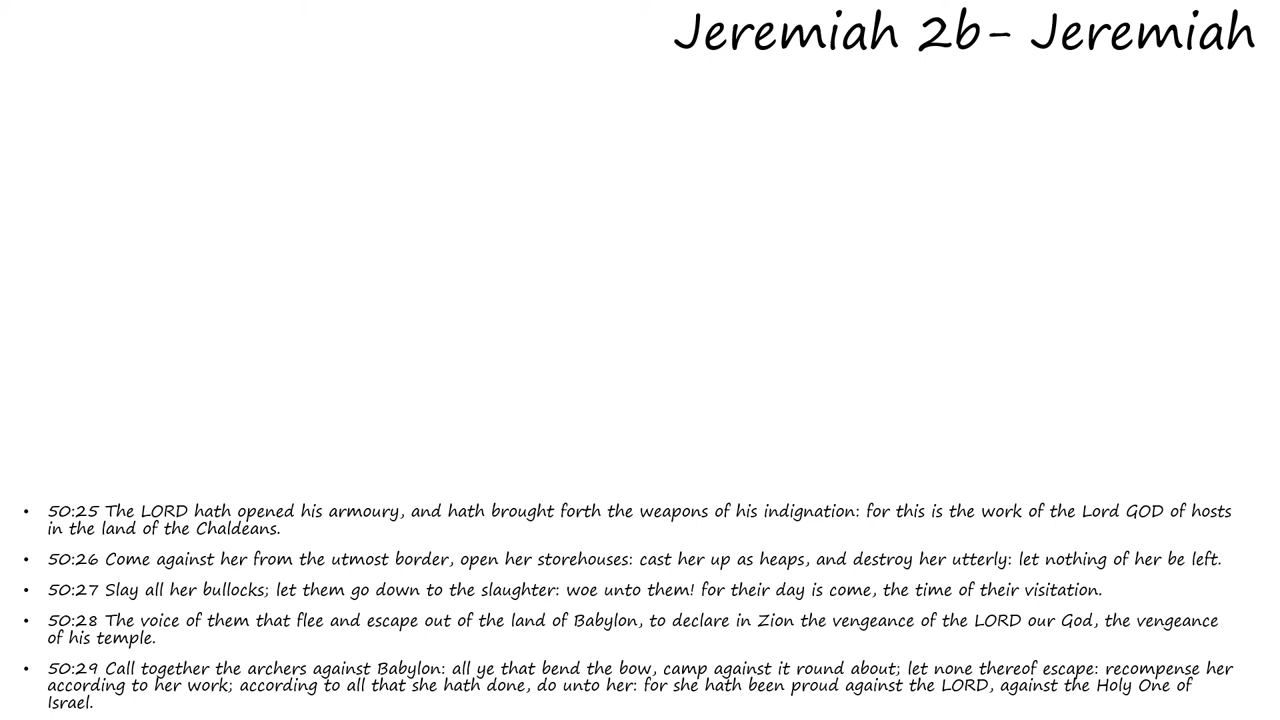 Jeremiah 2b- Jeremiah
• 50:25 The LORD hath opened his armoury, and hath brought forth the weapons of his indignation: for this is the work of the Lord GOD of hosts
in the land of the Chaldeans.
• 50:26 Come against her from the utmost border, open her storehouses: cast her up as heaps, and destroy her utterly: let nothing of her be left.
• 50:27 Slay all her bullocks; let them go down to the slaughter: woe unto them! for their day is come, the time of their visitation.
• 50:28 The voice of them that flee and escape out of the land of Babylon, to declare in Zion the vengeance of the LORD our God, the vengeance
of his temple.
• 50:29 Call together the archers against Babylon: all ye that bend the bow, camp against it round about; let none thereof escape: recompense her
according to her work; according to all that she hath done, do unto her: for she hath been proud against the LORD, against the Holy One of
Israel.